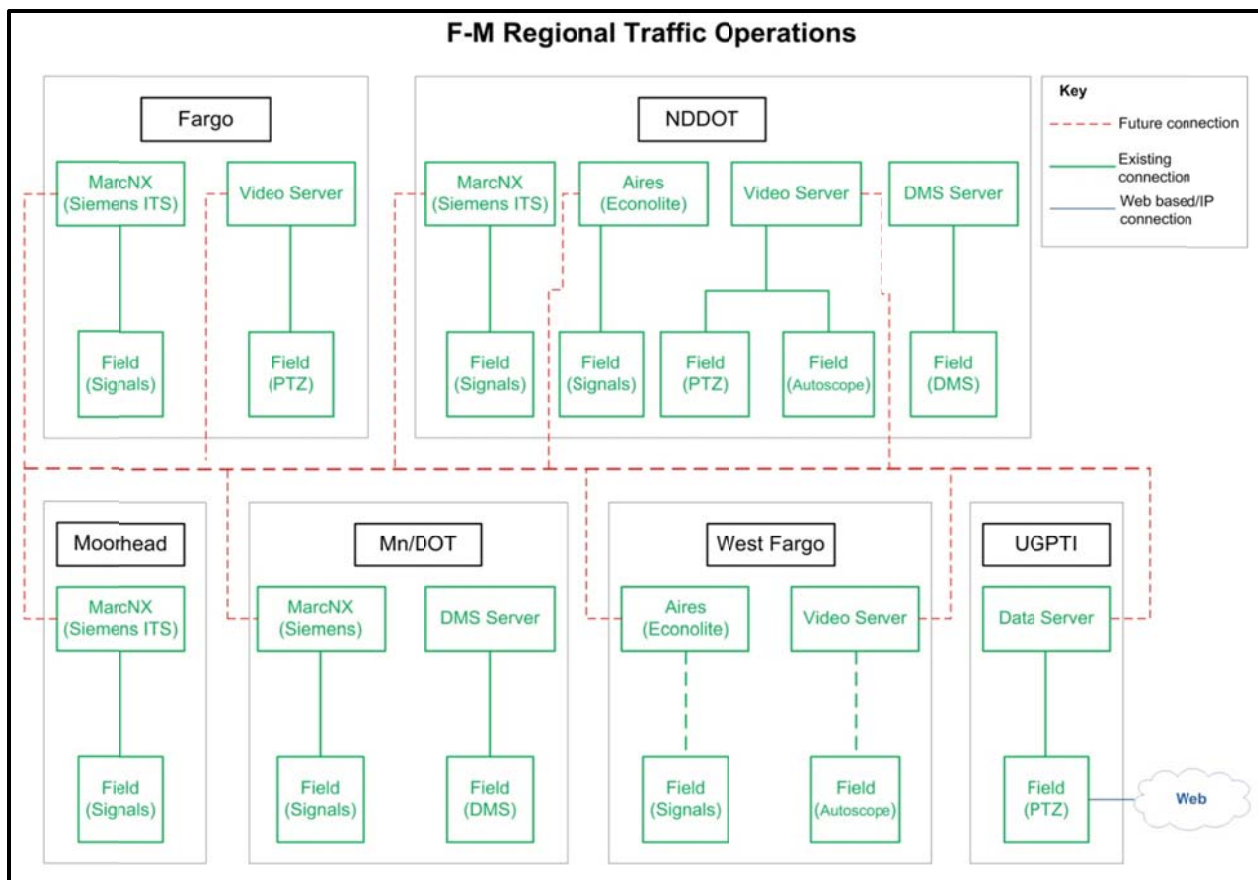 F-M Regional Traffic Operations
Key
Future connection
Existing
connection
Web based/IP
connection
Fargo
MarcNX
(Siemens ITS)
Video Server
Field
(Signals)
Field
(PTZ)
NDDOT
MarcNX
(Siemens ITS)
Aires
(Econolite)
Video Server
DMS Server
Field
(Signals)
Field
(Signals)
Field
(PTZ)
Field
(Autoscope)
Field
(DMS)
Moorhead
MarcNX
(Siemens ITS)
Field
(Signals)
Mn/DOT
MarcNX
(Siemens)
DMS Server
Field
(Signals)
Field
(DMS)
West Fargo
Aires
(Econolite)
Video Server
Field
(Signals)
Field
(Autoscope)
UGPTI
Data Server
Field
(PTZ)
Web